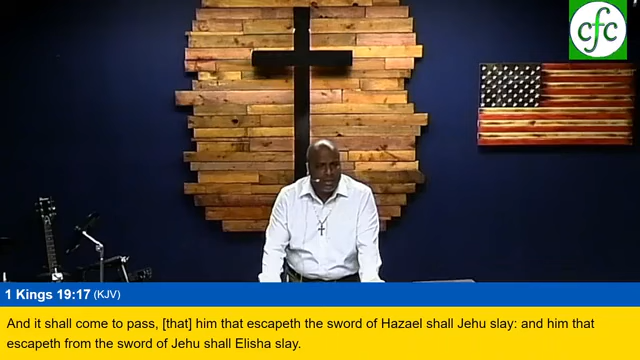 cfc
1 Kings 19:17 (KJV)
And it shall come to pass, [that] him that escapeth the sword of Hazael shall Jehu slay: and him that
escapeth from the sword of Jehu shall Elisha slay.